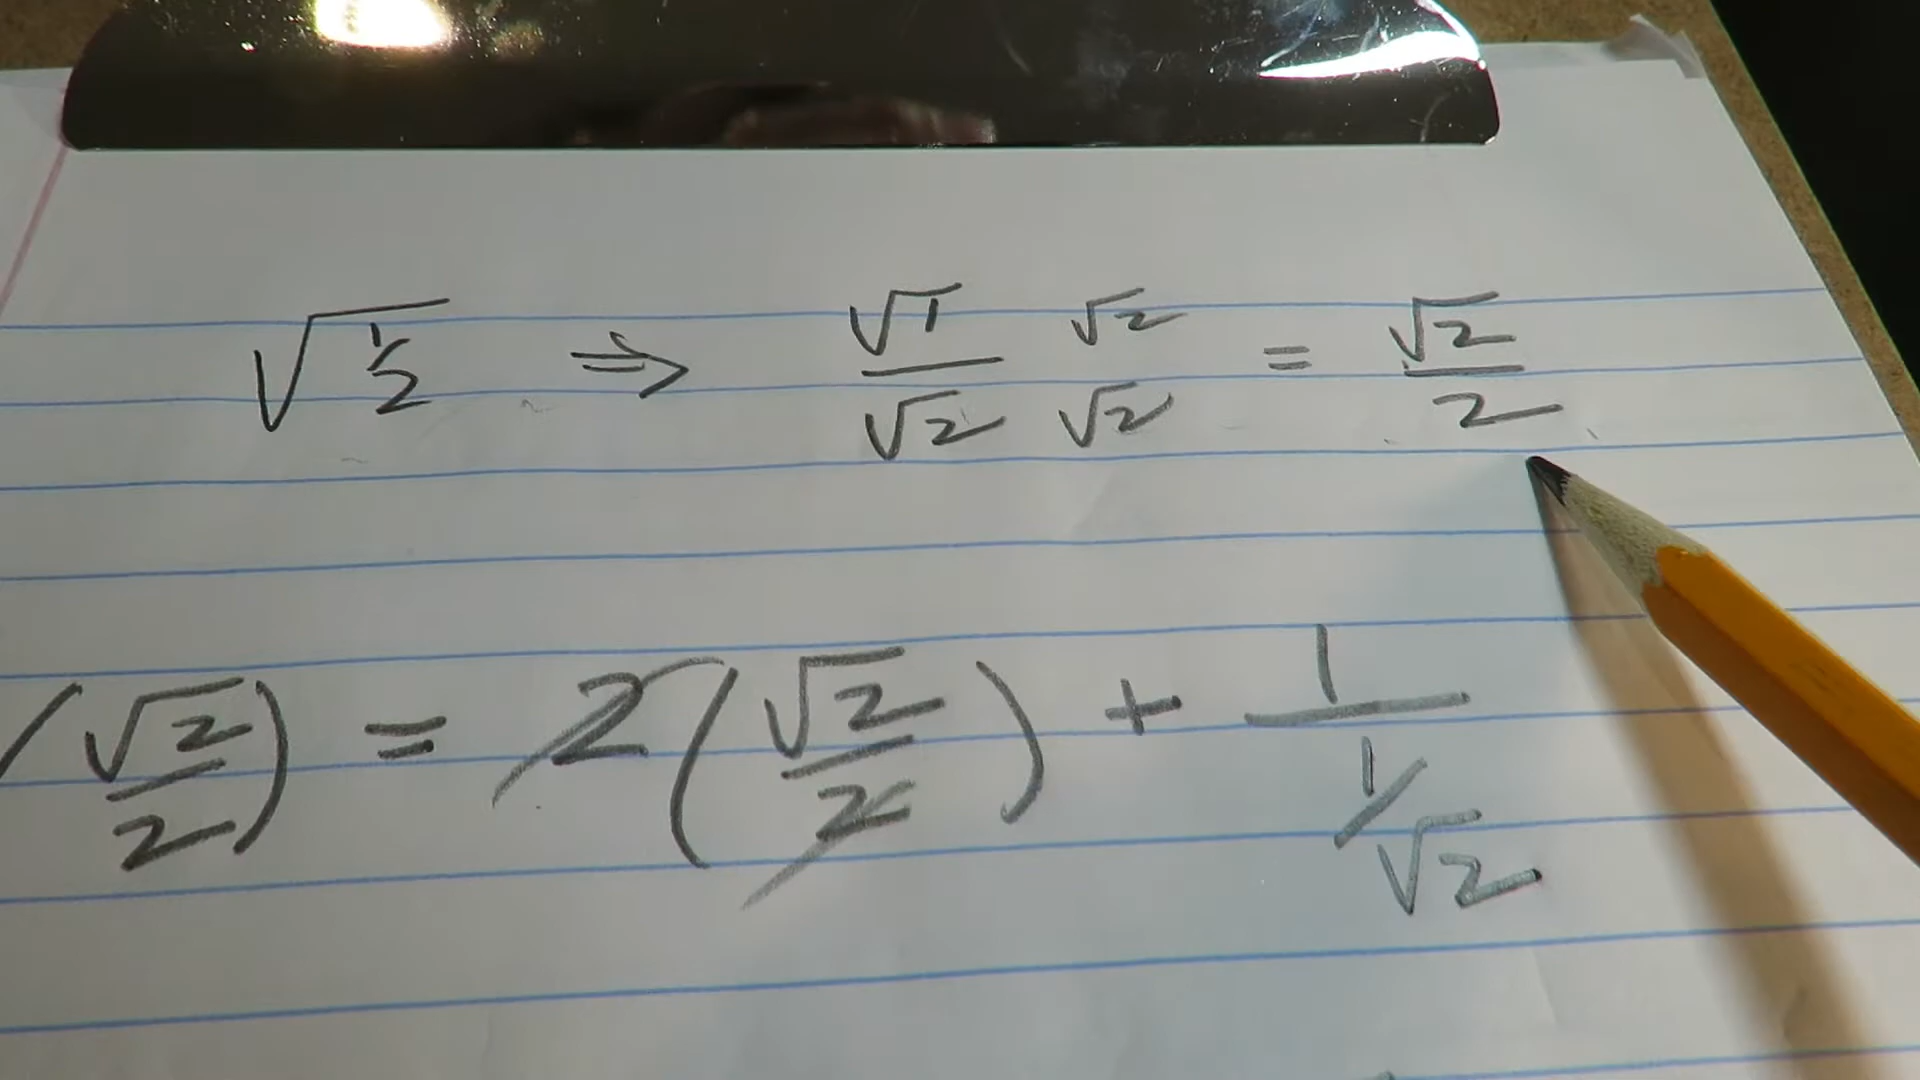 √(1/2) ⇒ √1/√2 √2/√2 = √2/2
(√2/2) = 2(√2/2) + 1/(1/√2)